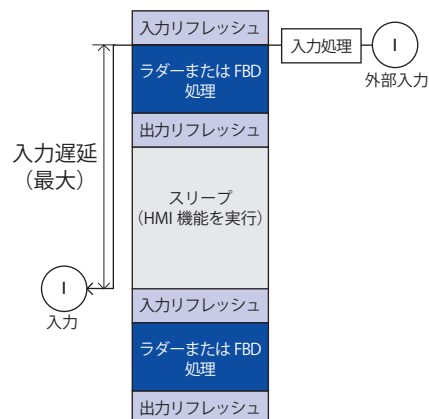 入力リフレッシュ
ラダーまたは FBD
処理
出力リフレッシュ
スリープ
（HMI 機能を実行）
入力リフレッシュ
ラダーまたは FBD
処理
出力リフレッシュ
入力処理
I
外部入力
入力遅延
（最大）
I
入力